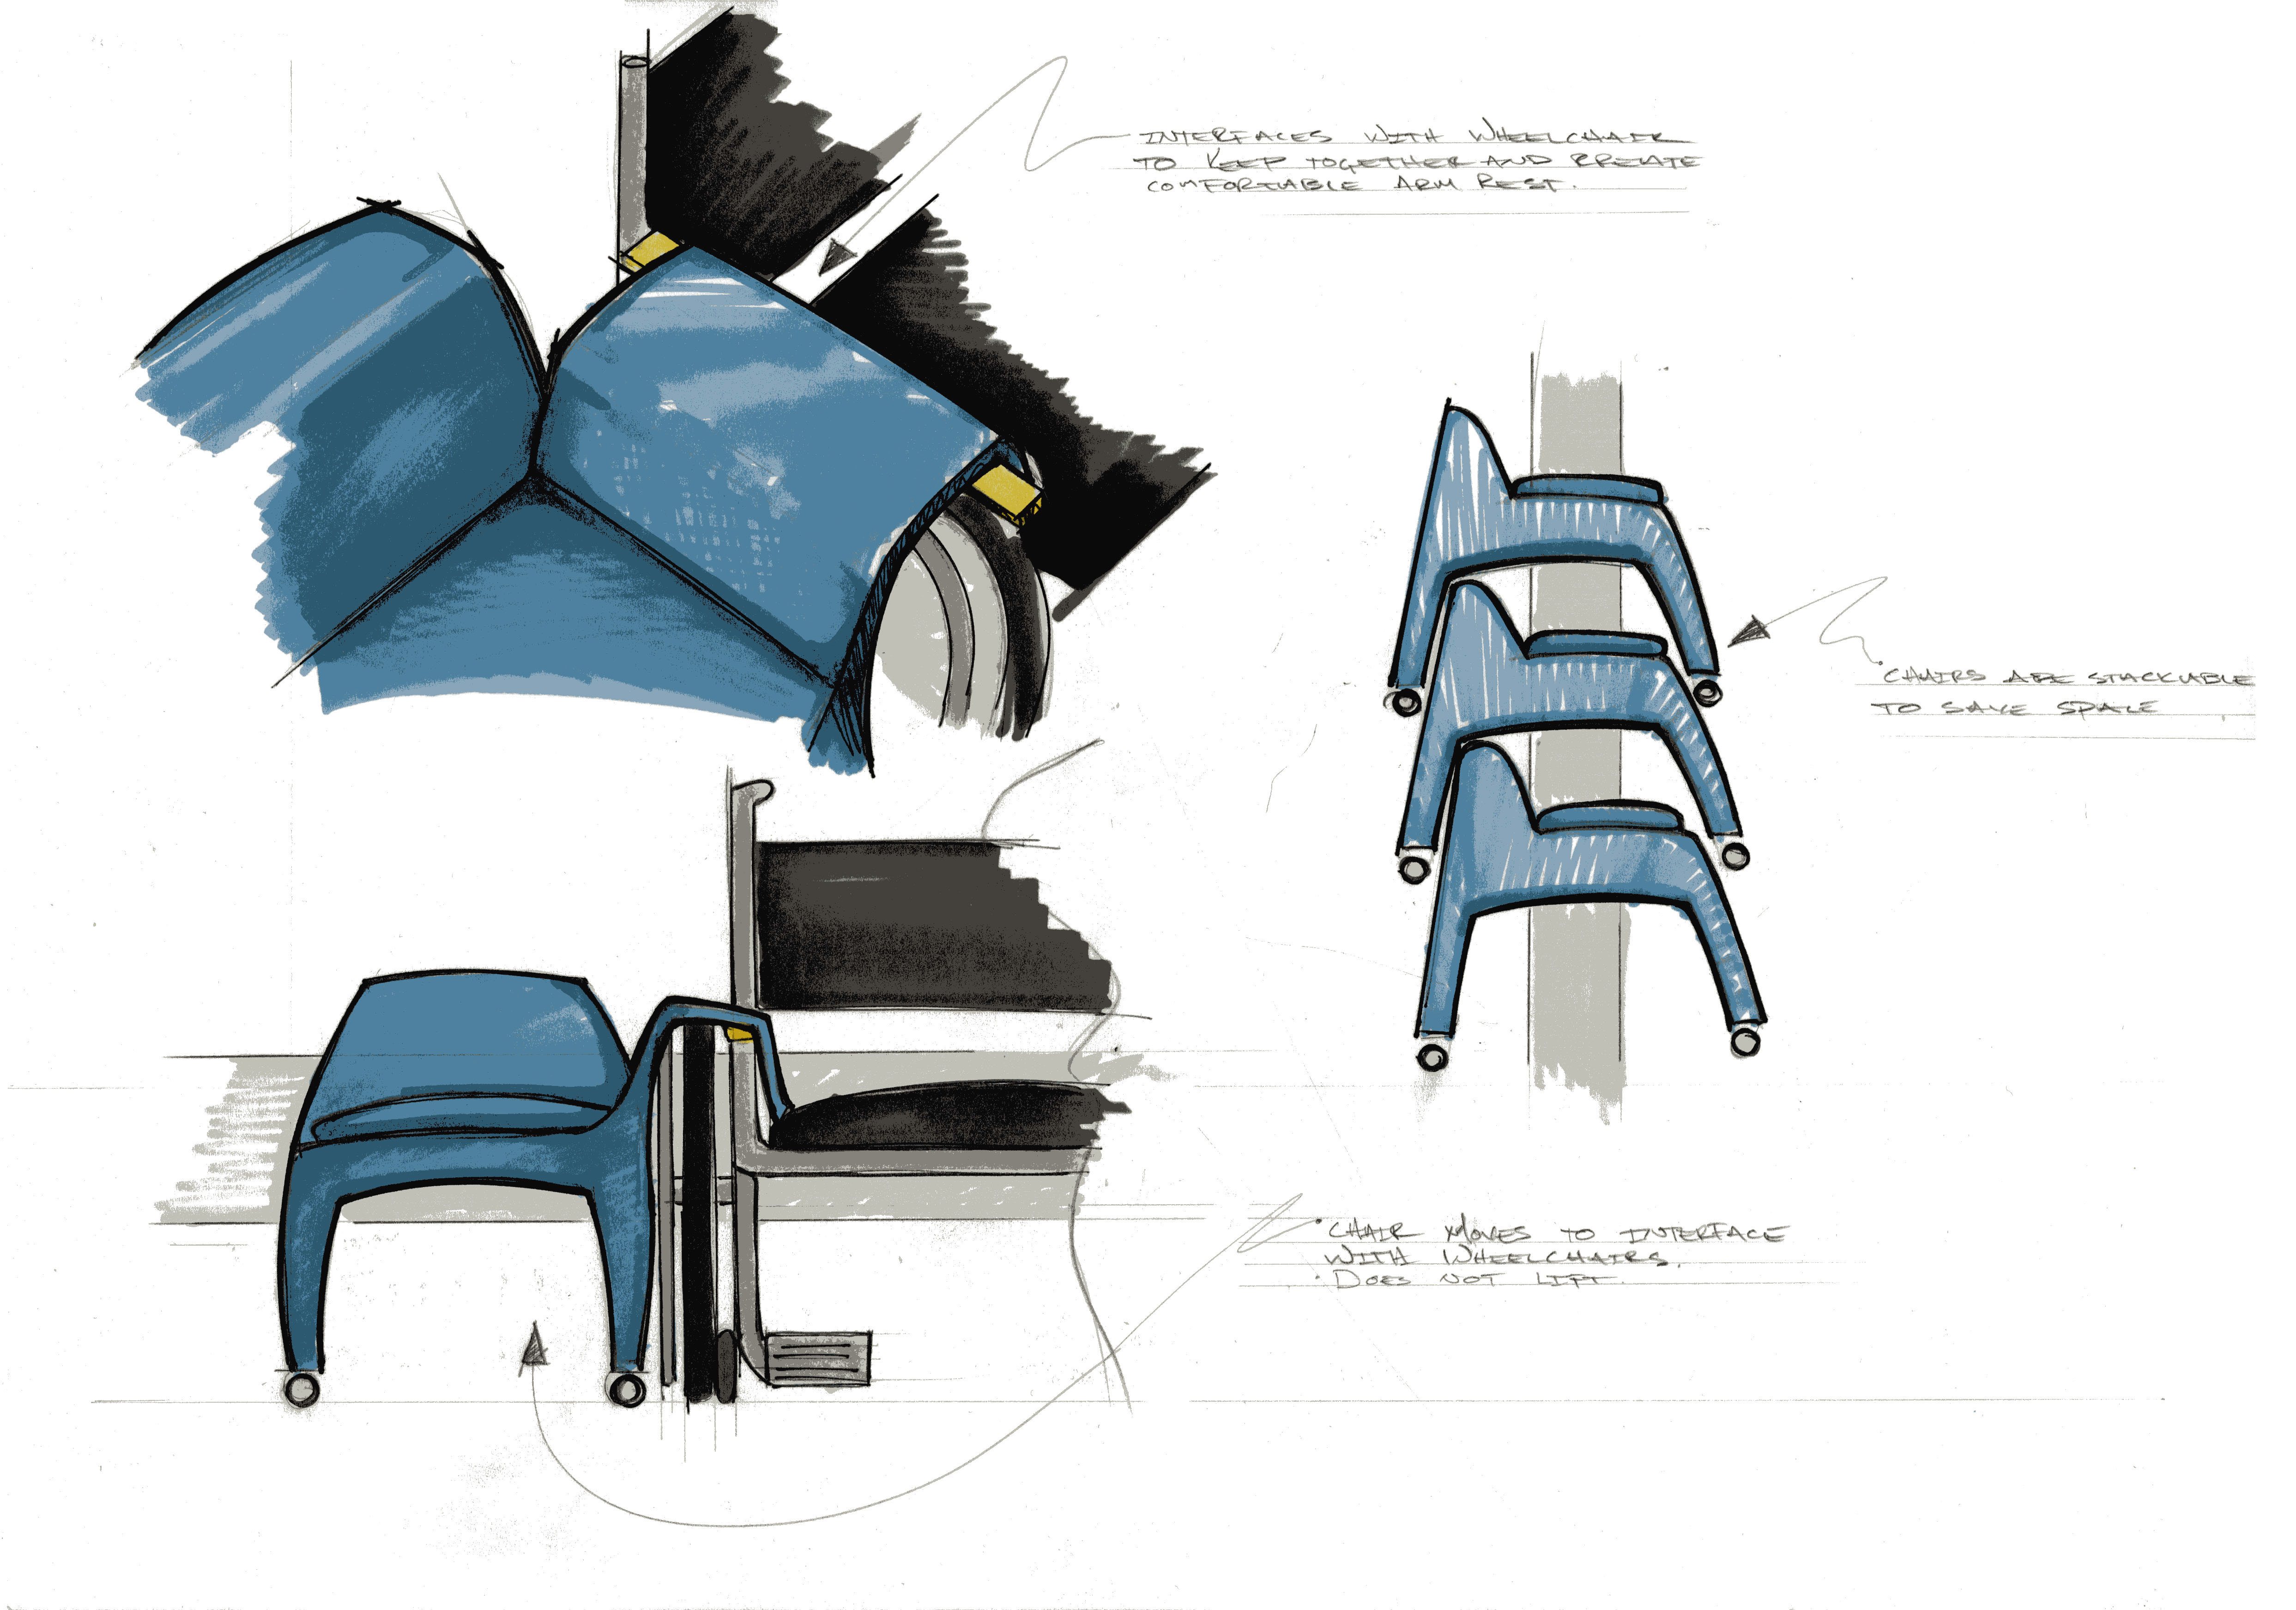 INTERFACES WITH WHEELCHAIR
TO KEEP TOGETHER AND CREATE
COMFORTABLE ARM REST.
• CHAIRS ARE STACKABLE
TO SAVE SPACE
• CHAIR MOVES TO INTERFACE
WITH WHEELCHAIRS.
• DOES NOT LIFT.